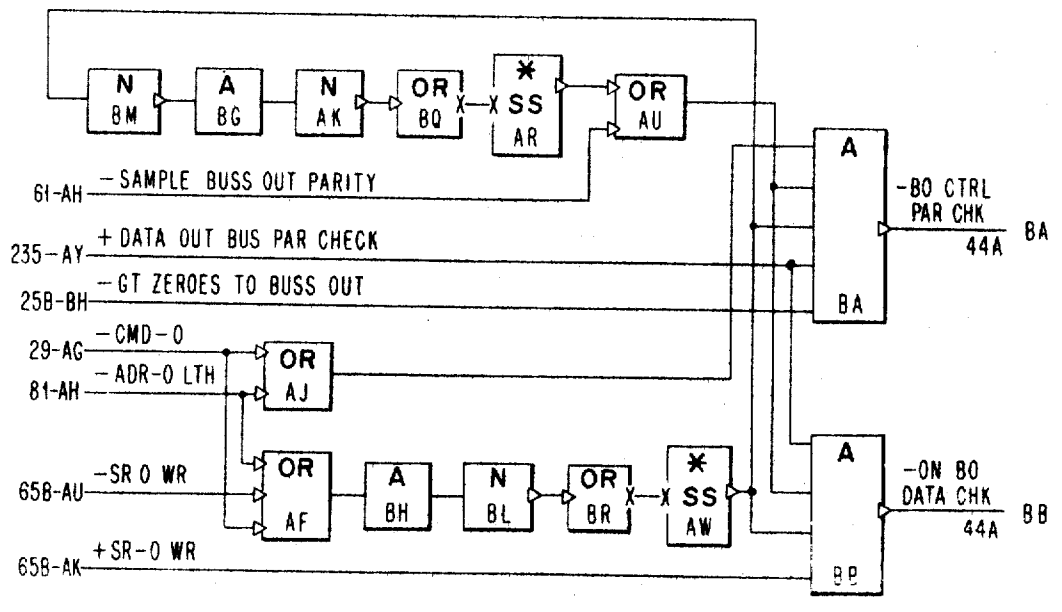 N
BM
A
BG
N
AK
OR
BQ
X X
*
SS
AR
OR
AU
61-AH
-SAMPLE BUSS OUT PARITY
235-AY
+DATA OUT BUS PAR CHECK
25B-BH
-GT ZEROES TO BUSS OUT
A
BA
-BO CTRL
PAR CHK
44A
BA
29-AG
-CMD-0
81-AH
-ADR-0 LTH
OR
AJ
65B-AU
-SR 0 WR
OR
AF
A
BH
N
BL
OR
BR
X X
*
SS
AW
65B-AK
+SR-0 WR
A
BB
-ON BO
DATA CHK
44A
BB